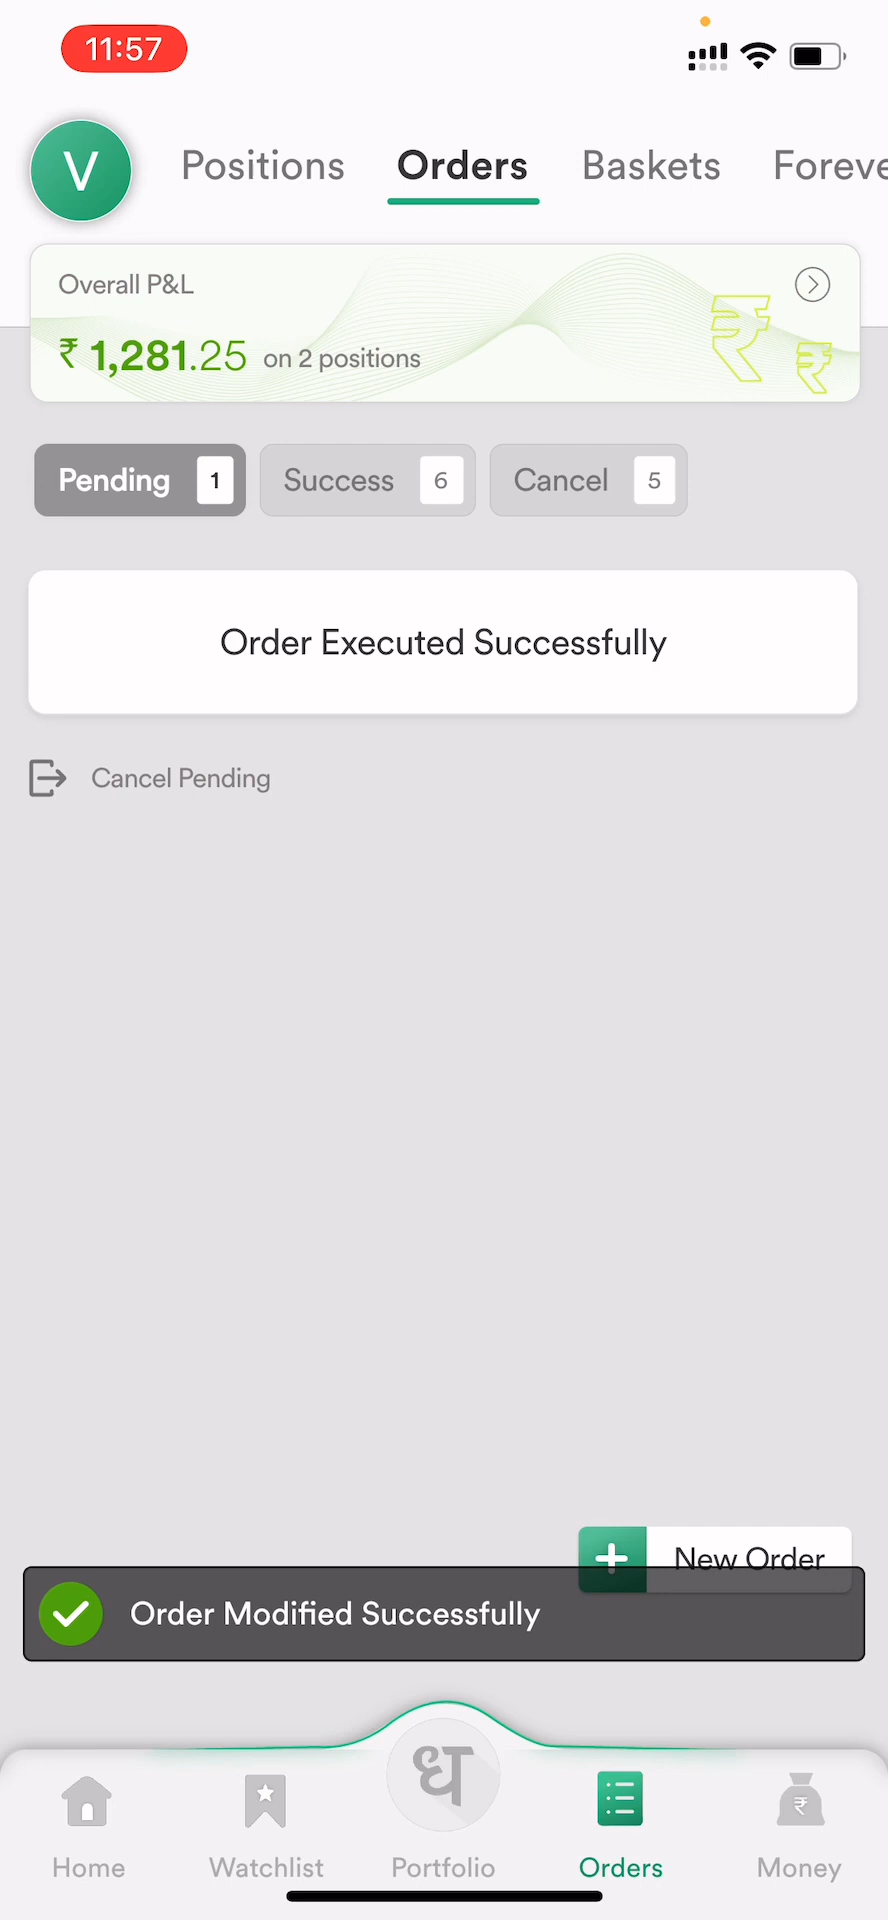 11:57
V
Positions Orders Baskets Foreve
Overall P&L
₹ 1,281.25 on 2 positions
Pending 1 Success 6 Cancel 5
Order Executed Successfully
Cancel Pending
New Order
Order Modified Successfully
ध
Home Watchlist Portfolio Orders Money